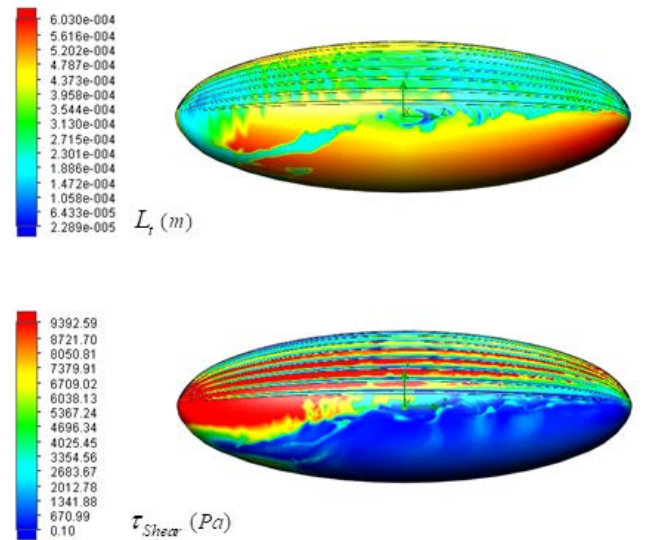 6.030e-004
5.616e-004
5.202e-004
4.787e-004
4.373e-004
3.958e-004
3.544e-004
3.130e-004
2.715e-004
2.301e-004
1.886e-004
1.472e-004
1.058e-004
6.433e-005
2.289e-005
L_t (m)
9392.59
8721.70
8050.81
7379.91
6709.02
6038.13
5367.24
4696.34
4025.45
3354.56
2683.67
2012.78
1341.88
670.99
0.10
τ_Shear (Pa)